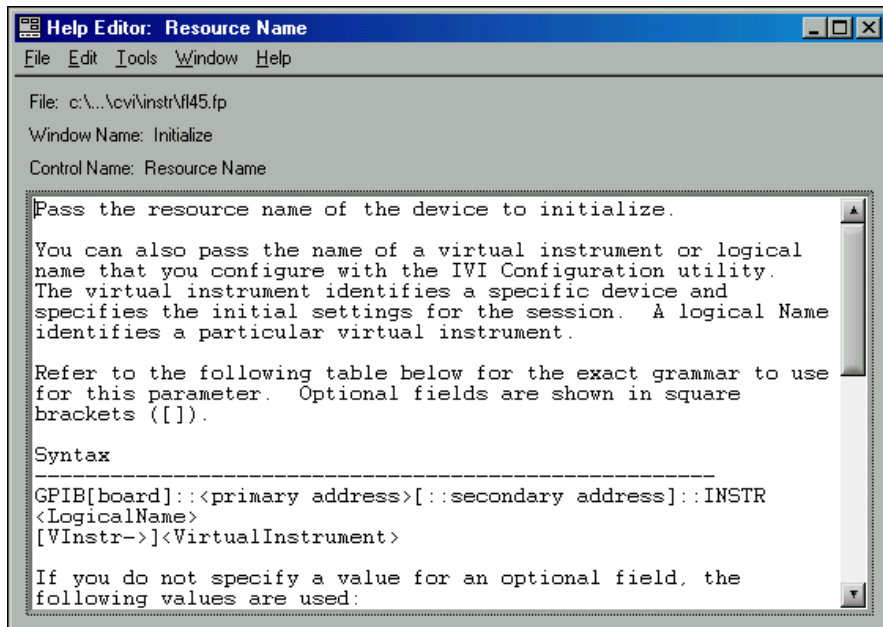 Help Editor: Resource Name
File Edit Tools Window Help
File: c:\...\cvi\instr\fl45.fp
Window Name: Initialize
Control Name: Resource Name
Pass the resource name of the device to initialize.
You can also pass the name of a virtual instrument or logical
name that you configure with the IVI Configuration utility.
The virtual instrument identifies a specific device and
specifies the initial settings for the session. A logical Name
identifies a particular virtual instrument.
Refer to the following table below for the exact grammar to use
for this parameter. Optional fields are shown in square
brackets ([]).
Syntax
------------------------------------------------------
GPIB[board]::<primary address>[::secondary address]::INSTR
<LogicalName>
[VInstr->]<VirtualInstrument>
If you do not specify a value for an optional field, the
following values are used: